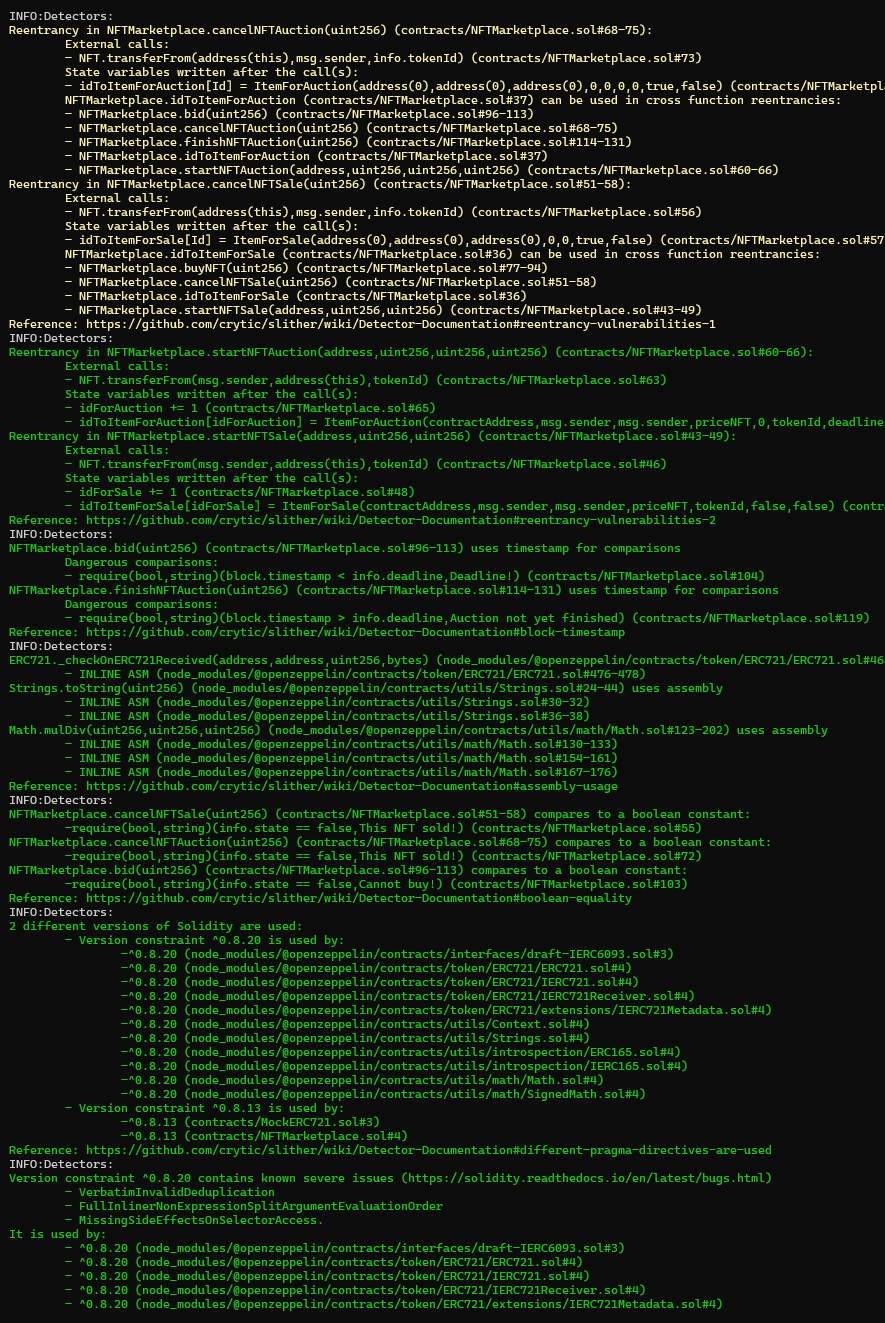 INFO:Detectors:
Reentrancy in NFTMarketplace.cancelNFTAuction(uint256) (contracts/NFTMarketplace.sol#68-75):
External calls:
- NFT.transferFrom(address(this),msg.sender,info.tokenId) (contracts/NFTMarketplace.sol#73)
State variables written after the call(s):
- idToItemForAuction[Id] = ItemForAuction(address(0),address(0),address(0),0,0,0,0,true,false) (contracts/NFTMarketpl
NFTMarketplace.idToItemForAuction (contracts/NFTMarketplace.sol#37) can be used in cross function reentrancies:
- NFTMarketplace.bid(uint256) (contracts/NFTMarketplace.sol#96-113)
- NFTMarketplace.cancelNFTAuction(uint256) (contracts/NFTMarketplace.sol#68-75)
- NFTMarketplace.finishNFTAuction(uint256) (contracts/NFTMarketplace.sol#114-131)
- NFTMarketplace.idToItemForAuction (contracts/NFTMarketplace.sol#37)
- NFTMarketplace.startNFTAuction(address,uint256,uint256,uint256) (contracts/NFTMarketplace.sol#60-66)
Reentrancy in NFTMarketplace.cancelNFTSale(uint256) (contracts/NFTMarketplace.sol#51-58):
External calls:
- NFT.transferFrom(address(this),msg.sender,info.tokenId) (contracts/NFTMarketplace.sol#56)
State variables written after the call(s):
- idToItemForSale[Id] = ItemForSale(address(0),address(0),address(0),0,0,true,false) (contracts/NFTMarketplace.sol#57
NFTMarketplace.idToItemForSale (contracts/NFTMarketplace.sol#36) can be used in cross function reentrancies:
- NFTMarketplace.buyNFT(uint256) (contracts/NFTMarketplace.sol#77-94)
- NFTMarketplace.cancelNFTSale(uint256) (contracts/NFTMarketplace.sol#51-58)
- NFTMarketplace.idToItemForSale (contracts/NFTMarketplace.sol#36)
- NFTMarketplace.startNFTSale(address,uint256,uint256) (contracts/NFTMarketplace.sol#43-49)
Reference: https://github.com/crytic/slither/wiki/Detector-Documentation#reentrancy-vulnerabilities-1
INFO:Detectors:
Reentrancy in NFTMarketplace.startNFTAuction(address,uint256,uint256,uint256) (contracts/NFTMarketplace.sol#60-66):
External calls:
- NFT.transferFrom(msg.sender,address(this),tokenId) (contracts/NFTMarketplace.sol#63)
State variables written after the call(s):
- idForAuction += 1 (contracts/NFTMarketplace.sol#65)
- idToItemForAuction[idForAuction] = ItemForAuction(contractAddress,msg.sender,msg.sender,priceNFT,0,tokenId,deadline
Reentrancy in NFTMarketplace.startNFTSale(address,uint256,uint256) (contracts/NFTMarketplace.sol#43-49):
External calls:
- NFT.transferFrom(msg.sender,address(this),tokenId) (contracts/NFTMarketplace.sol#46)
State variables written after the call(s):
- idForSale += 1 (contracts/NFTMarketplace.sol#48)
- idToItemForSale[idForSale] = ItemForSale(contractAddress,msg.sender,msg.sender,priceNFT,tokenId,false,false) (contr
Reference: https://github.com/crytic/slither/wiki/Detector-Documentation#reentrancy-vulnerabilities-2
INFO:Detectors:
NFTMarketplace.bid(uint256) (contracts/NFTMarketplace.sol#96-113) uses timestamp for comparisons
Dangerous comparisons:
- require(bool,string)(block.timestamp < info.deadline,Deadline!) (contracts/NFTMarketplace.sol#104)
NFTMarketplace.finishNFTAuction(uint256) (contracts/NFTMarketplace.sol#114-131) uses timestamp for comparisons
Dangerous comparisons:
- require(bool,string)(block.timestamp > info.deadline,Auction not yet finished) (contracts/NFTMarketplace.sol#119)
Reference: https://github.com/crytic/slither/wiki/Detector-Documentation#block-timestamp
INFO:Detectors:
ERC721._checkOnERC721Received(address,address,uint256,bytes) (node_modules/@openzeppelin/contracts/token/ERC721/ERC721.sol#46
- INLINE ASM (node_modules/@openzeppelin/contracts/token/ERC721/ERC721.sol#476-478)
Strings.toString(uint256) (node_modules/@openzeppelin/contracts/utils/Strings.sol#24-44) uses assembly
- INLINE ASM (node_modules/@openzeppelin/contracts/utils/Strings.sol#30-32)
- INLINE ASM (node_modules/@openzeppelin/contracts/utils/Strings.sol#36-38)
Math.mulDiv(uint256,uint256,uint256) (node_modules/@openzeppelin/contracts/utils/math/Math.sol#123-202) uses assembly
- INLINE ASM (node_modules/@openzeppelin/contracts/utils/math/Math.sol#130-133)
- INLINE ASM (node_modules/@openzeppelin/contracts/utils/math/Math.sol#154-161)
- INLINE ASM (node_modules/@openzeppelin/contracts/utils/math/Math.sol#167-176)
Reference: https://github.com/crytic/slither/wiki/Detector-Documentation#assembly-usage
INFO:Detectors:
NFTMarketplace.cancelNFTSale(uint256) (contracts/NFTMarketplace.sol#51-58) compares to a boolean constant:
-require(bool,string)(info.state == false,This NFT sold!) (contracts/NFTMarketplace.sol#55)
NFTMarketplace.cancelNFTAuction(uint256) (contracts/NFTMarketplace.sol#68-75) compares to a boolean constant:
-require(bool,string)(info.state == false,This NFT sold!) (contracts/NFTMarketplace.sol#72)
NFTMarketplace.bid(uint256) (contracts/NFTMarketplace.sol#96-113) compares to a boolean constant:
-require(bool,string)(info.state == false,Cannot buy!) (contracts/NFTMarketplace.sol#103)
Reference: https://github.com/crytic/slither/wiki/Detector-Documentation#boolean-equality
INFO:Detectors:
2 different versions of Solidity are used:
- Version constraint ^0.8.20 is used by:
-^0.8.20 (node_modules/@openzeppelin/contracts/interfaces/draft-IERC6093.sol#3)
-^0.8.20 (node_modules/@openzeppelin/contracts/token/ERC721/ERC721.sol#4)
-^0.8.20 (node_modules/@openzeppelin/contracts/token/ERC721/IERC721.sol#4)
-^0.8.20 (node_modules/@openzeppelin/contracts/token/ERC721/IERC721Receiver.sol#4)
-^0.8.20 (node_modules/@openzeppelin/contracts/token/ERC721/extensions/IERC721Metadata.sol#4)
-^0.8.20 (node_modules/@openzeppelin/contracts/utils/Context.sol#4)
-^0.8.20 (node_modules/@openzeppelin/contracts/utils/Strings.sol#4)
-^0.8.20 (node_modules/@openzeppelin/contracts/utils/introspection/ERC165.sol#4)
-^0.8.20 (node_modules/@openzeppelin/contracts/utils/introspection/IERC165.sol#4)
-^0.8.20 (node_modules/@openzeppelin/contracts/utils/math/Math.sol#4)
-^0.8.20 (node_modules/@openzeppelin/contracts/utils/math/SignedMath.sol#4)
- Version constraint ^0.8.13 is used by:
-^0.8.13 (contracts/MockERC721.sol#3)
-^0.8.13 (contracts/NFTMarketplace.sol#4)
Reference: https://github.com/crytic/slither/wiki/Detector-Documentation#different-pragma-directives-are-used
INFO:Detectors:
Version constraint ^0.8.20 contains known severe issues (https://solidity.readthedocs.io/en/latest/bugs.html)
- VerbatimInvalidDeduplication
- FullInlinerNonExpressionSplitArgumentEvaluationOrder
- MissingSideEffectsOnSelectorAccess.
It is used by:
- ^0.8.20 (node_modules/@openzeppelin/contracts/interfaces/draft-IERC6093.sol#3)
- ^0.8.20 (node_modules/@openzeppelin/contracts/token/ERC721/ERC721.sol#4)
- ^0.8.20 (node_modules/@openzeppelin/contracts/token/ERC721/IERC721.sol#4)
- ^0.8.20 (node_modules/@openzeppelin/contracts/token/ERC721/IERC721Receiver.sol#4)
- ^0.8.20 (node_modules/@openzeppelin/contracts/token/ERC721/extensions/IERC721Metadata.sol#4)